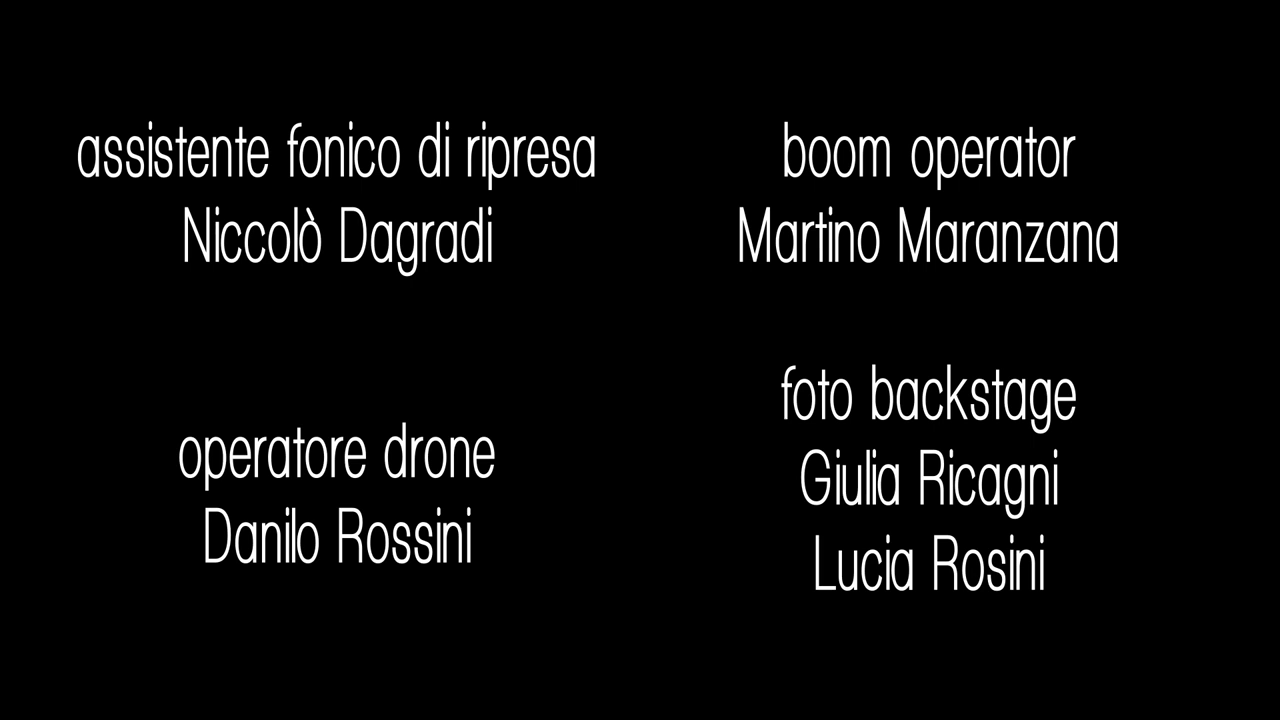 assistente fonico di ripresa
Niccolò Dagradi
boom operator
Martino Maranzana
operatore drone
Danilo Rossini
foto backstage
Giulia Ricagni
Lucia Rosini